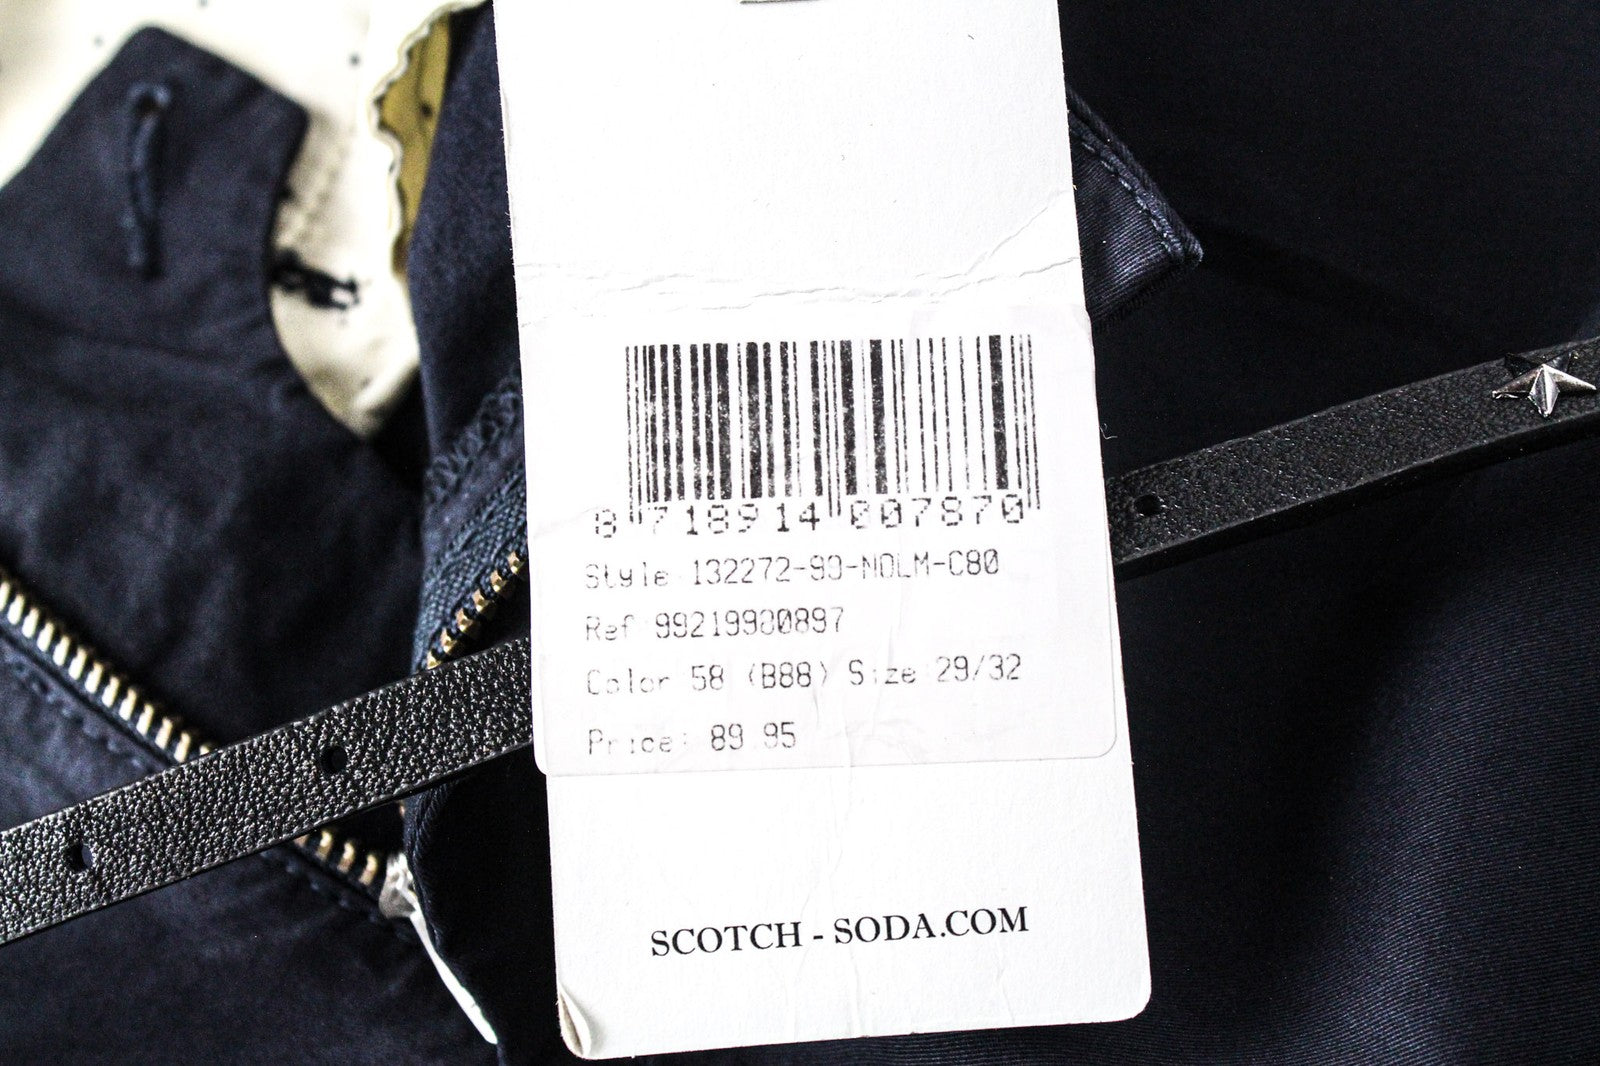 8 718914 007870
Style 132272-99-NOLM-C80
Ref 99219900897
Color 58 (B88) Size 29/32
Price: 89.95
SCOTCH - SODA.COM